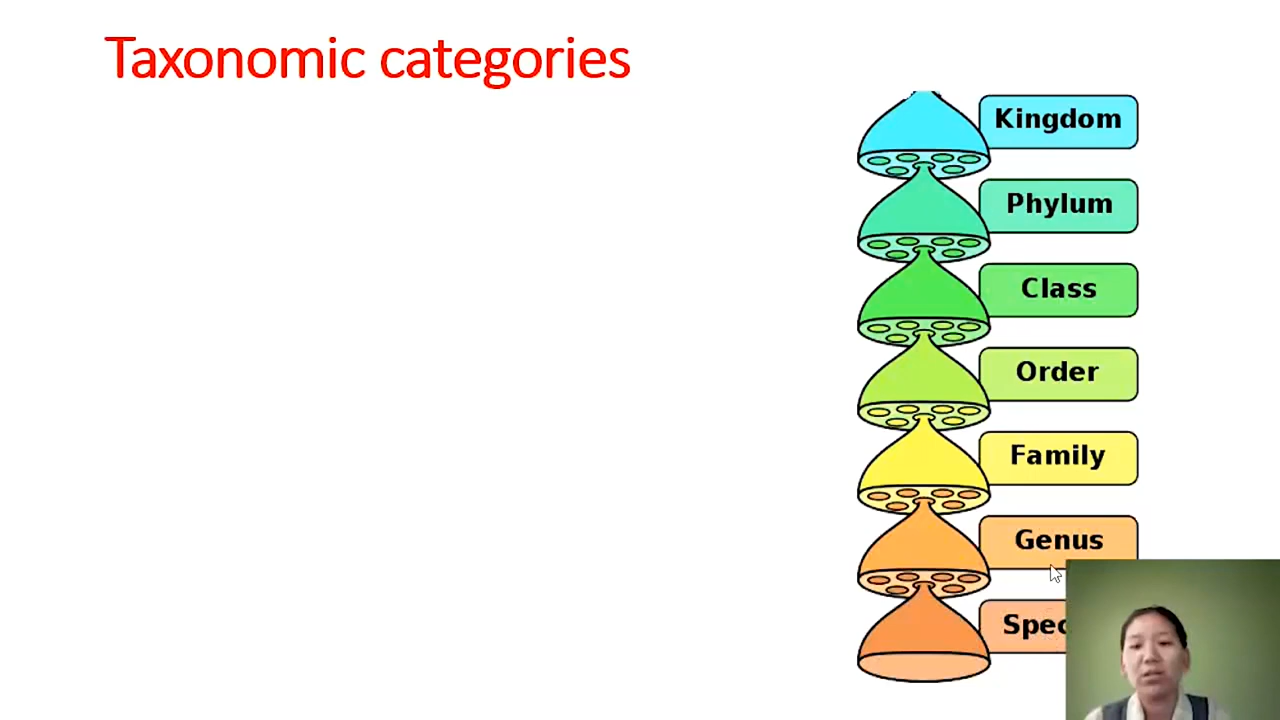 Taxonomic categories
Kingdom
Phylum
Class
Order
Family
Genus